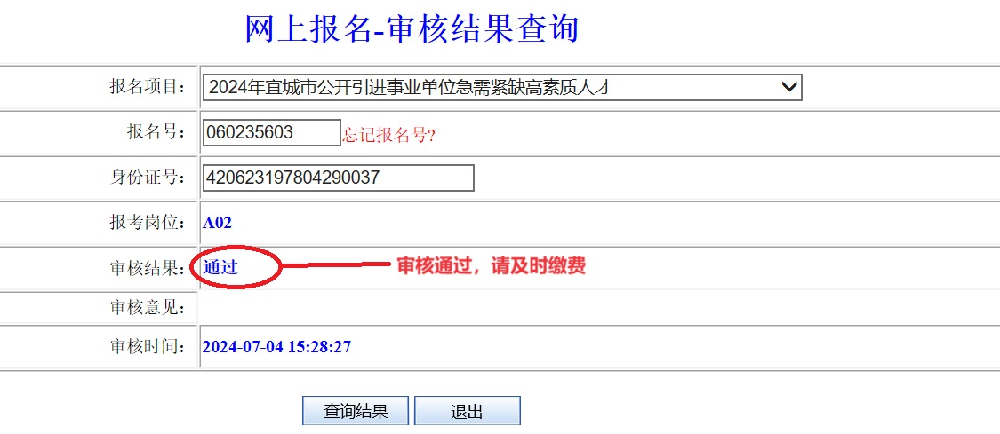 网上报名-审核结果查询
报名项目： 2024年宜城市公开引进事业单位急需紧缺高素质人才
报名号： 060235603 忘记报名号?
身份证号： 420623197804290037
报考岗位： A02
审核结果： 通过 审核通过，请及时缴费
审核意见：
审核时间： 2024-07-04 15:28:27
查询结果 退出